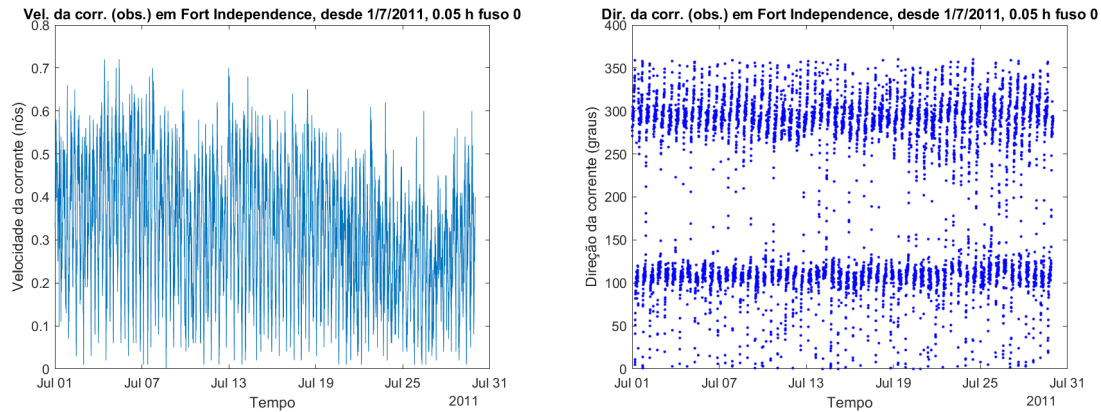 Vel. da corr. (obs.) em Fort Independence, desde 1/7/2011, 0.05 h fuso 0
0.8
0.7
0.6
0.5
0.4
0.3
0.2
0.1
0
Velocidade da corrente (nós)
Jul 01 Jul 07 Jul 13 Jul 19 Jul 25 Jul 31
Tempo 2011
Dir. da corr. (obs.) em Fort Independence, desde 1/7/2011, 0.05 h fuso 0
400
350
300
250
200
150
100
50
0
Direção da corrente (graus)
Jul 01 Jul 07 Jul 13 Jul 19 Jul 25 Jul 31
Tempo 2011